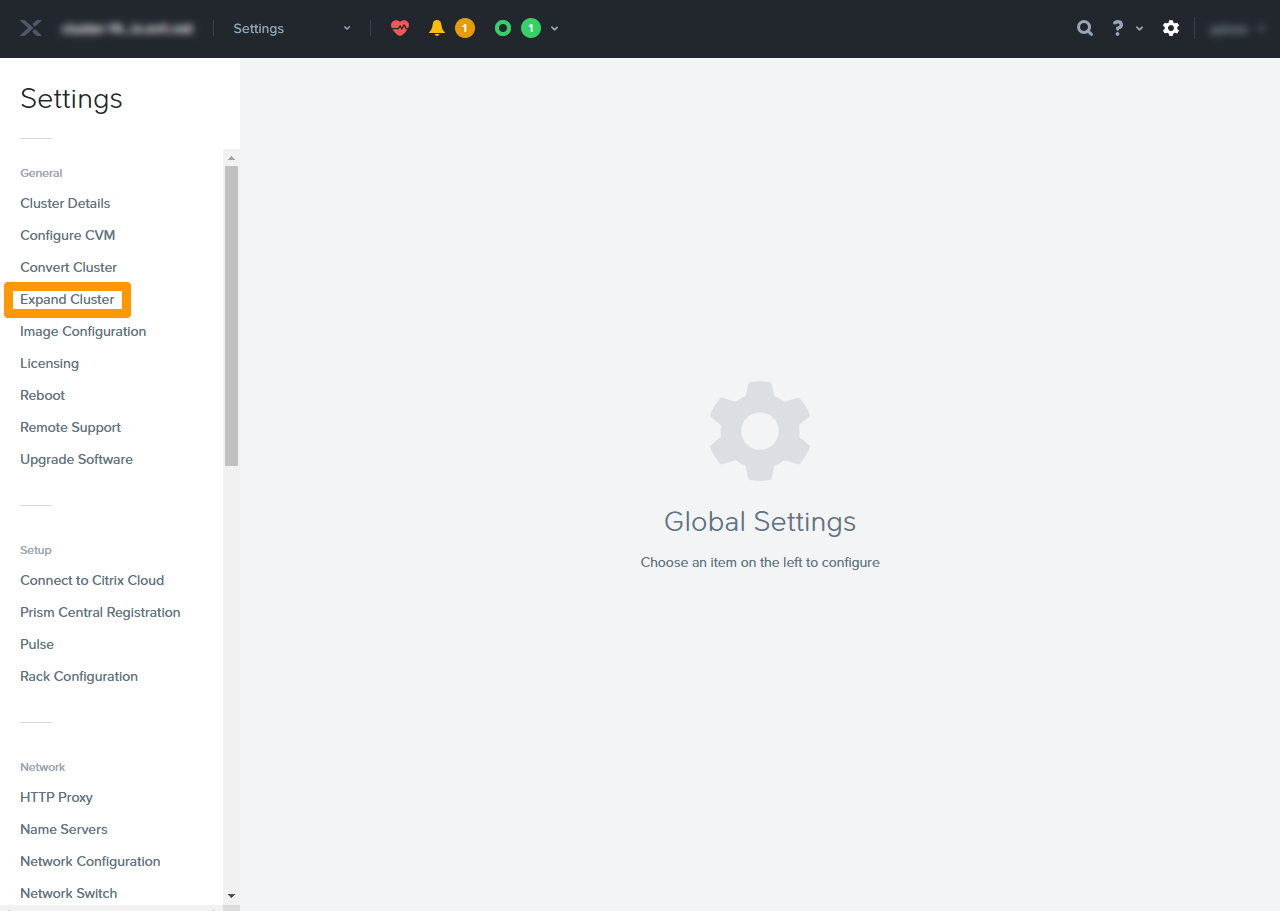 Settings
1
1
?
Settings
General
Cluster Details
Configure CVM
Convert Cluster
Expand Cluster
Image Configuration
Licensing
Reboot
Remote Support
Upgrade Software
Setup
Connect to Citrix Cloud
Prism Central Registration
Pulse
Rack Configuration
Network
HTTP Proxy
Name Servers
Network Configuration
Network Switch
Global Settings
Choose an item on the left to configure